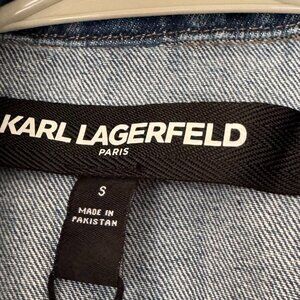 KARL LAGERFELD
PARIS
S
MADE IN
PAKISTAN